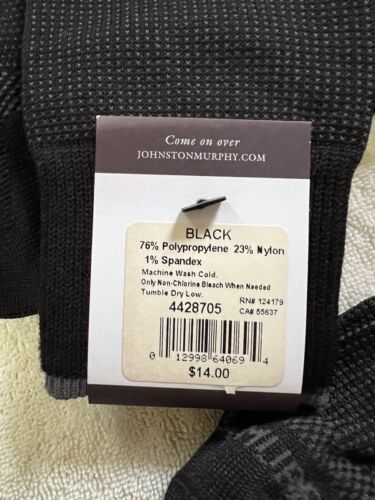 Come on over
JOHNSTONMURPHY.COM
BLACK
76% Polypropylene 23% Nylon
1% Spandex
Machine Wash Cold.
Only Non-Chlorine Bleach When Needed
Tumble Dry Low.
RN# 124179
4428705
CA# 55637
0 12998 64069 4
$14.00